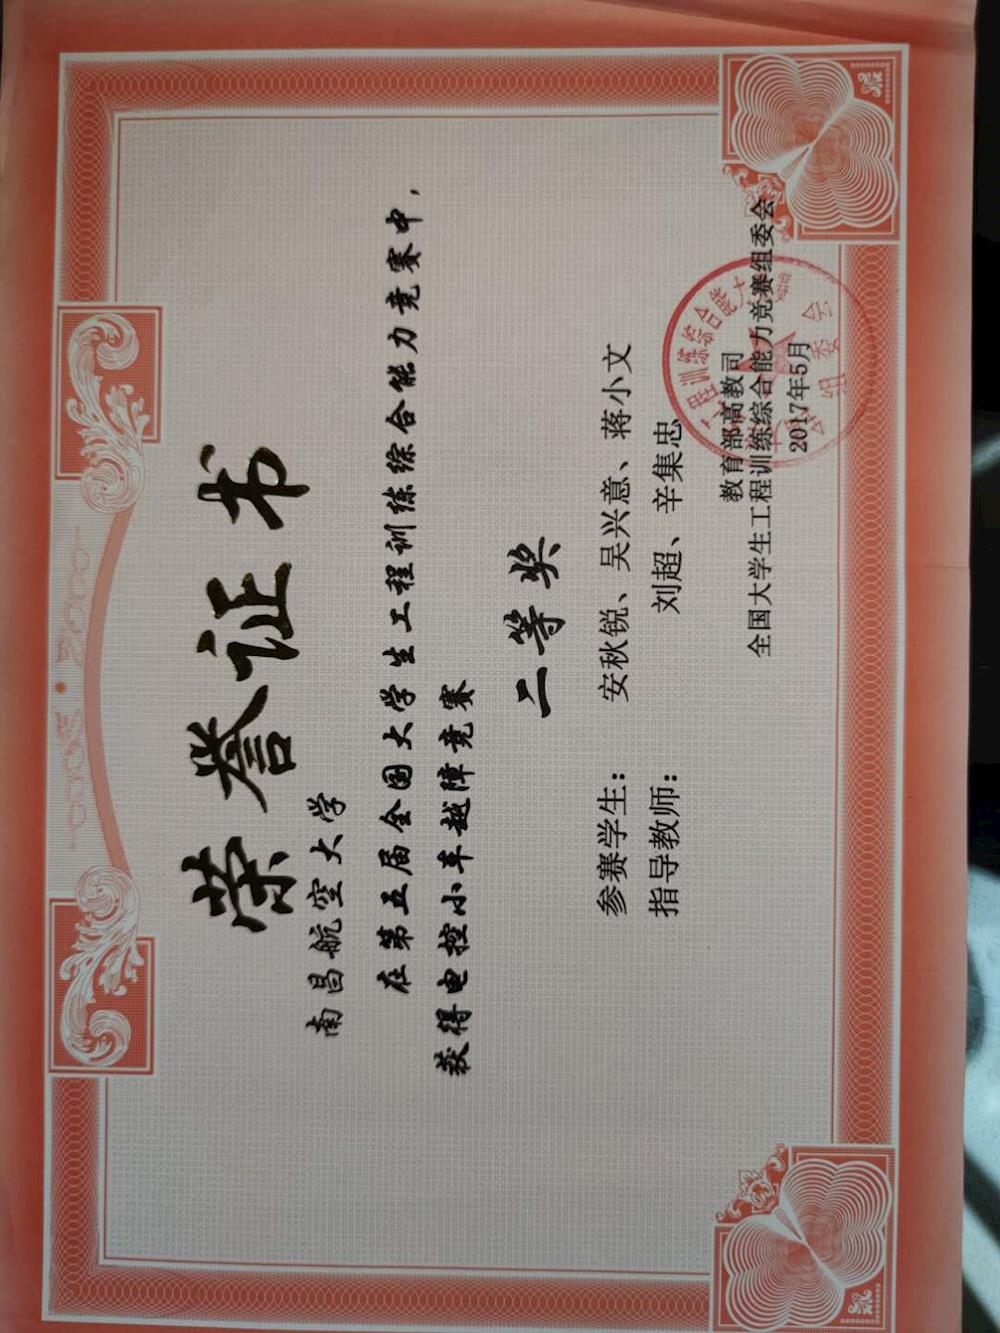 荣誉证书
南昌航空大学
在第五届全国大学生工程训练综合能力竞赛中，
获得电控小车越障竞赛
二等奖
参赛学生：安秋锐、吴兴意、蒋小文
指导教师：刘超、辛集忠
教育部高教司
全国大学生工程训练综合能力竞赛组委会
2017年5月